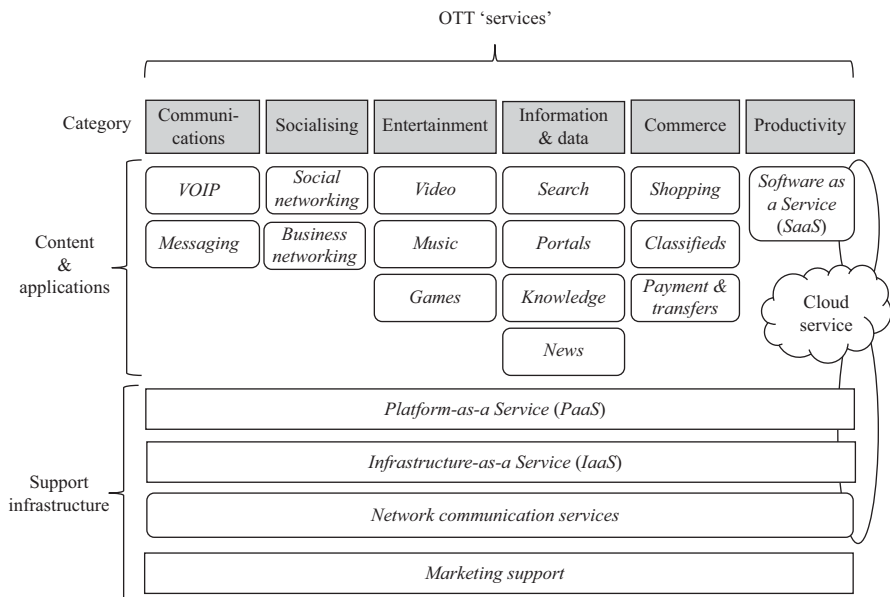 OTT ‘services’
Category
Communi-
cations
Socialising
Entertainment
Information
& data
Commerce
Productivity
Content
&
applications
VOIP
Social
networking
Video
Search
Shopping
Software as
a Service
(SaaS)
Messaging
Business
networking
Music
Portals
Classifieds
Games
Knowledge
Payment &
transfers
Cloud
service
News
Support
infrastructure
Platform-as-a Service (PaaS)
Infrastructure-as-a Service (IaaS)
Network communication services
Marketing support